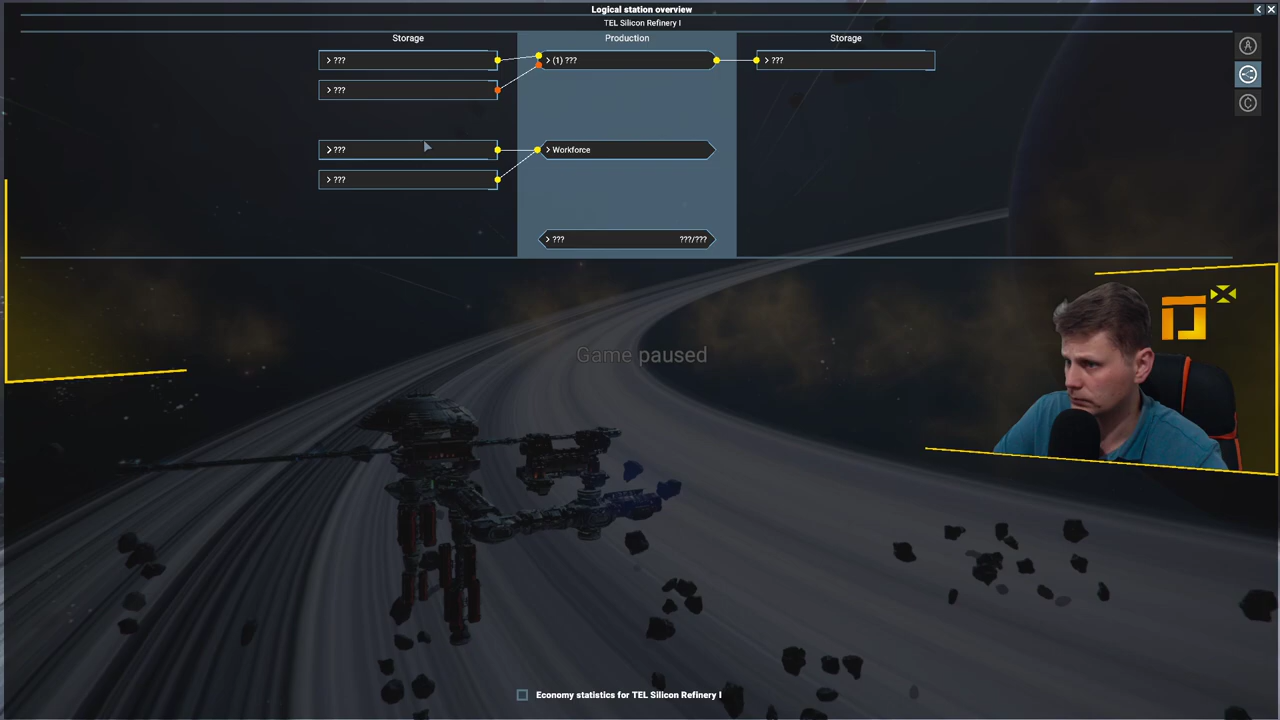 Logical station overview
TEL Silicon Refinery I
Storage
Production
Storage
???
(1) ???
???
???
???
Workforce
???
???
???/???
Game paused
Economy statistics for TEL Silicon Refinery I
A
C